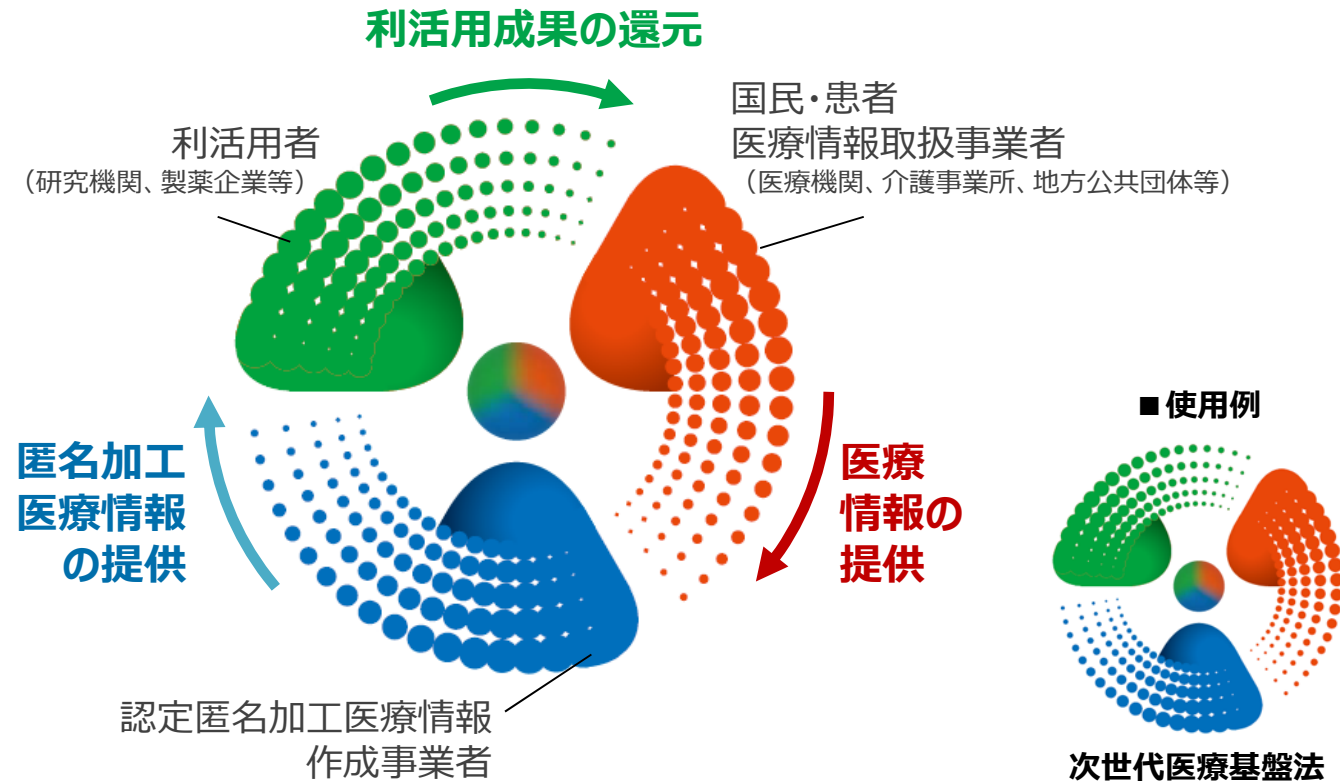 利活用成果の還元
利活用者
（研究機関、製薬企業等）
国民・患者
医療情報取扱事業者
（医療機関、介護事業所、地方公共団体等）
匿名加工
医療情報
の提供
医療
情報の
提供
認定匿名加工医療情報
作成事業者
■使用例
次世代医療基盤法